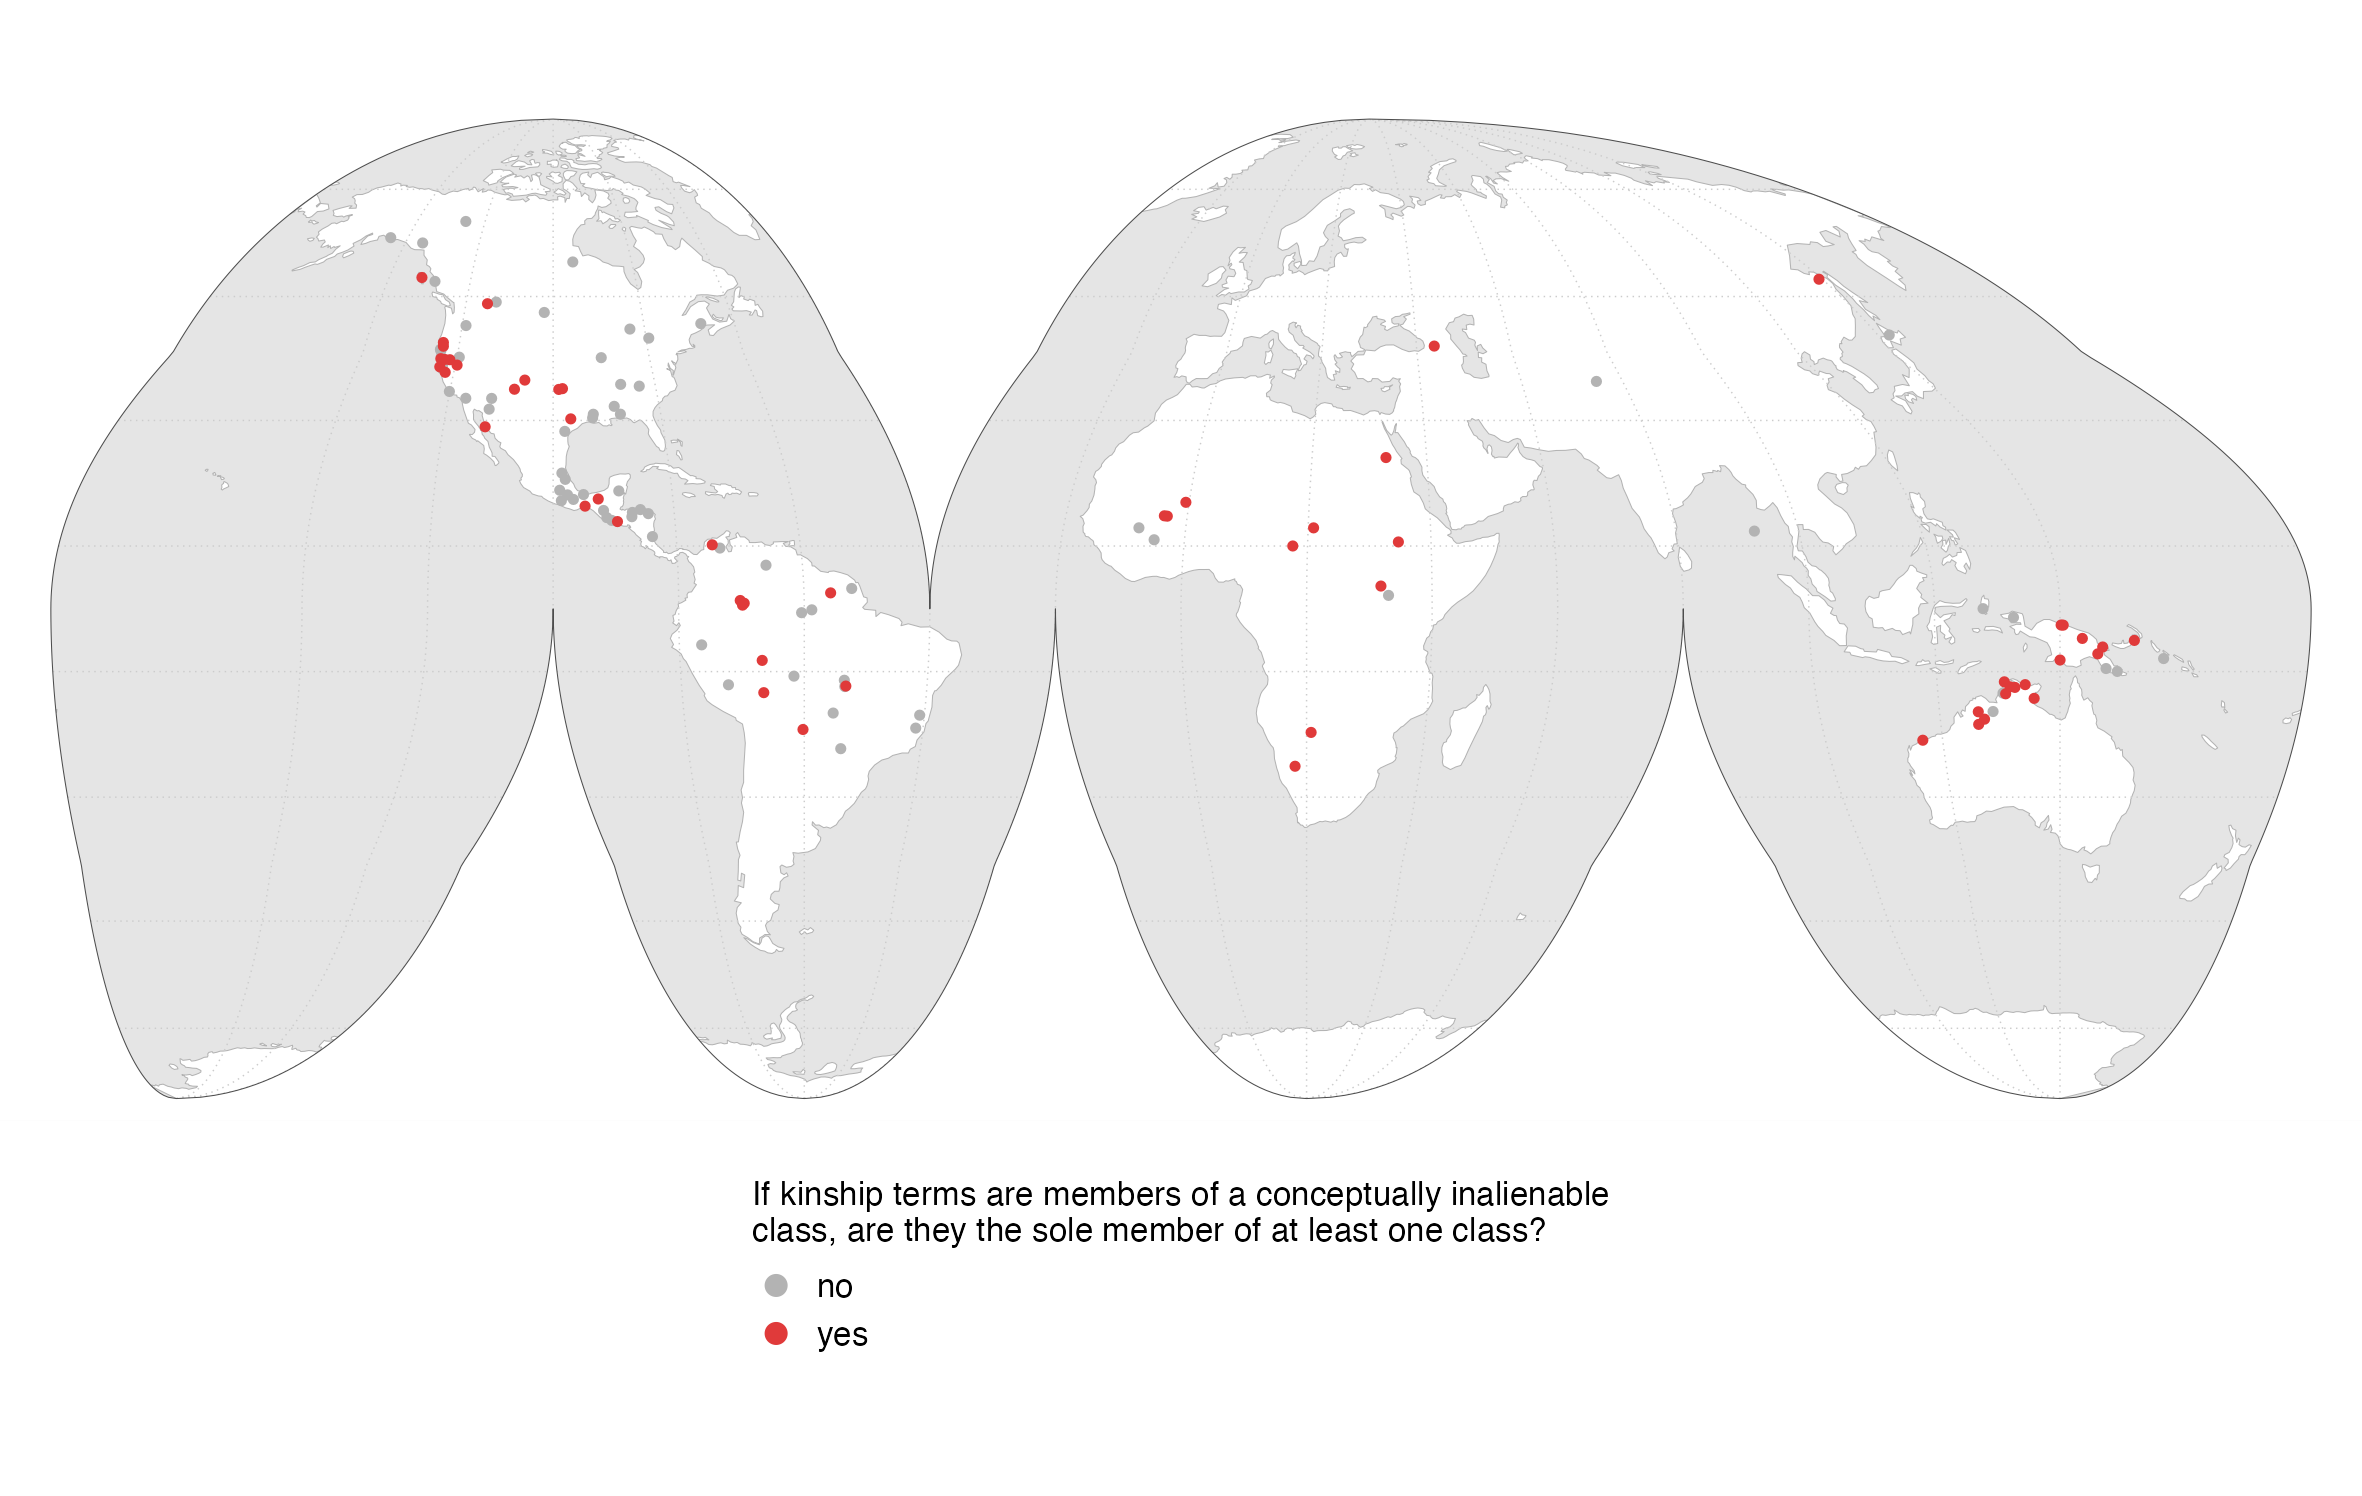 If kinship terms are members of a conceptually inalienable
class, are they the sole member of at least one class?
no
yes